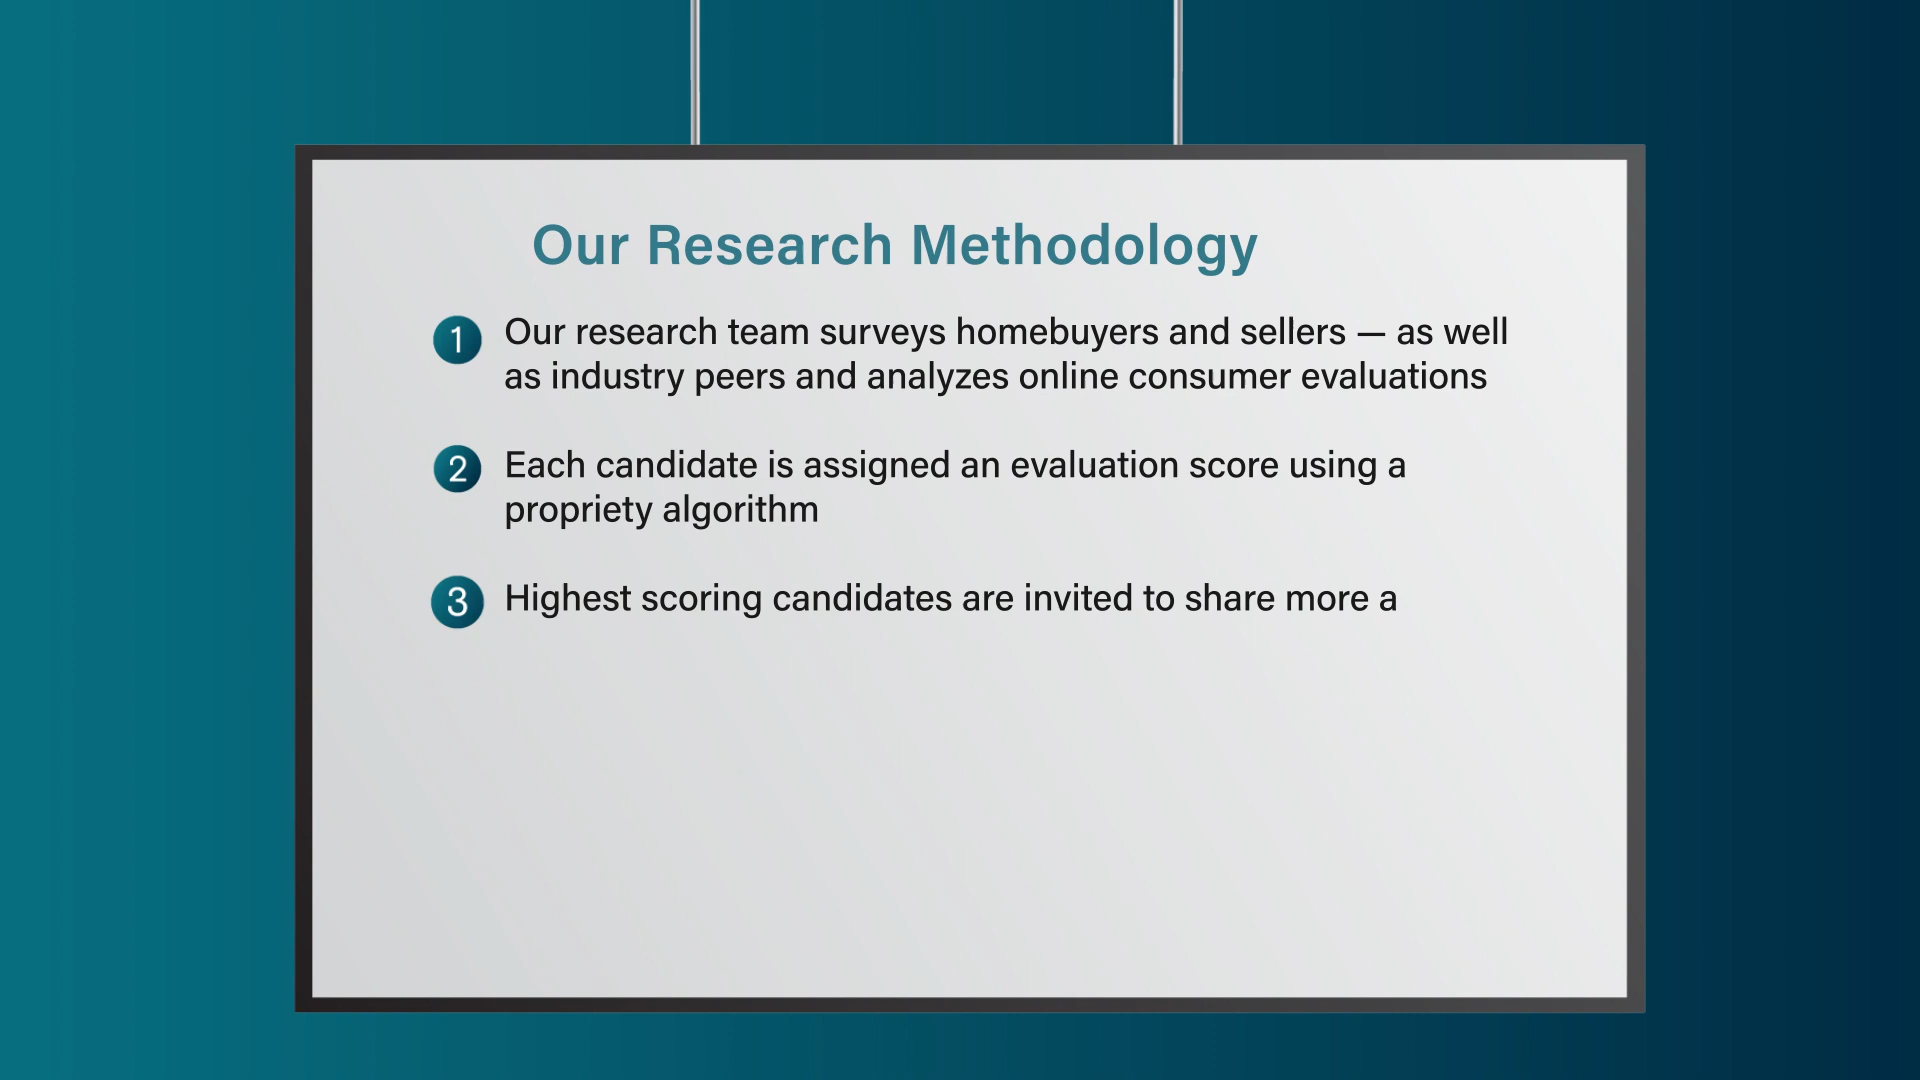 Our Research Methodology
1 Our research team surveys homebuyers and sellers — as well
as industry peers and analyzes online consumer evaluations
2 Each candidate is assigned an evaluation score using a
propriety algorithm
3 Highest scoring candidates are invited to share more a